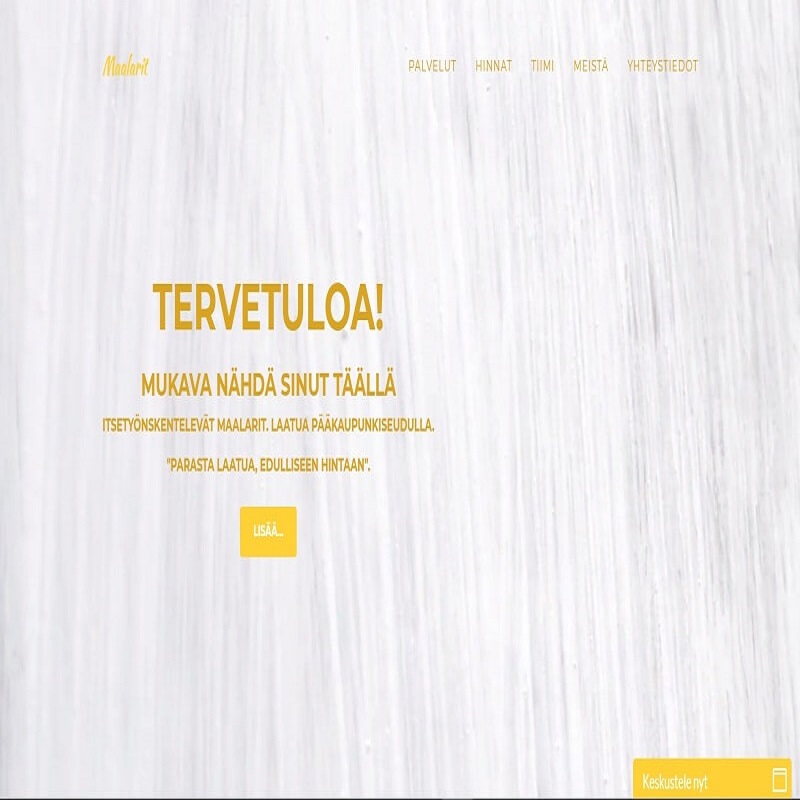 Maalarit
PALVELUT HINNAT TIIMI MEISTÄ YHTEYSTIEDOT
TERVETULOA!
MUKAVA NÄHDÄ SINUT TÄÄLLÄ
ITSETYÖNSKENTELEVÄT MAALARIT. LAATUA PÄÄKAUPUNKISEUDULLA.
"PARASTA LAATUA, EDULLISEEN HINTAAN".
LISÄÄ...
Keskustele nyt